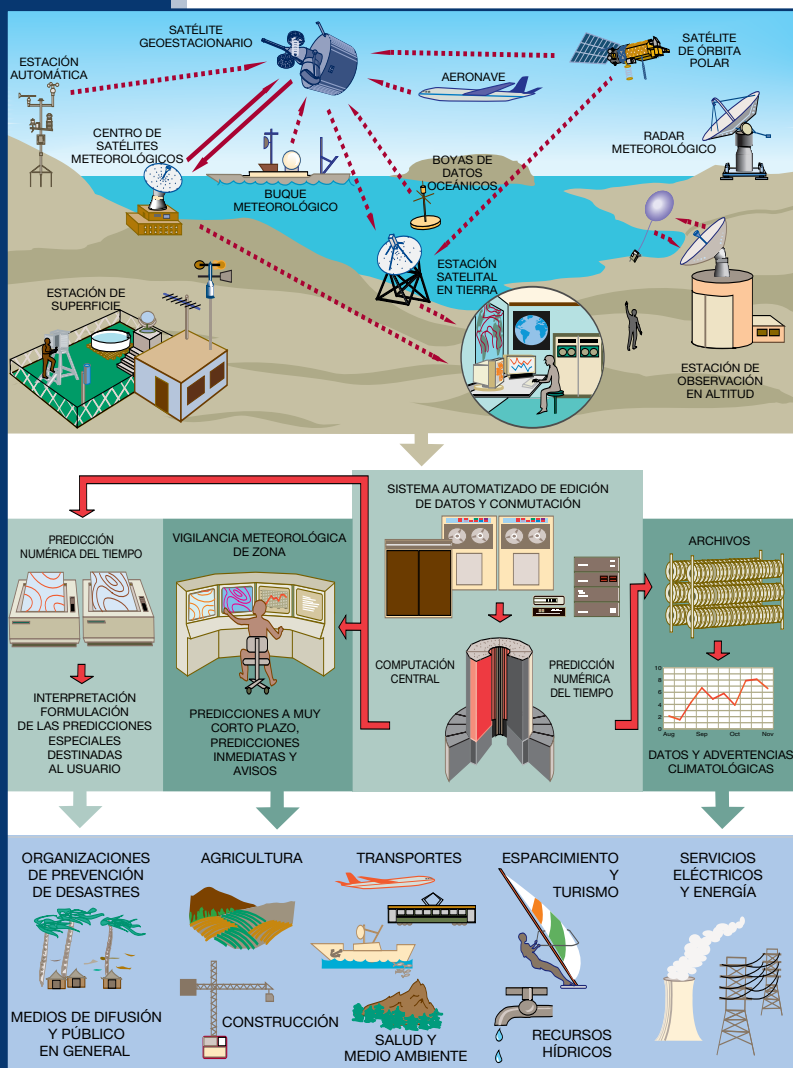 SATÉLITE
GEOESTACIONARIO
SATÉLITE
DE ÓRBITA
POLAR
ESTACIÓN
AUTOMÁTICA
AERONAVE
CENTRO DE
SATÉLITES
METEOROLÓGICOS
RADAR
METEOROLÓGICO
BUQUE
METEOROLÓGICO
BOYAS DE
DATOS
OCEÁNICOS
ESTACIÓN
SATELITAL
EN TIERRA
ESTACIÓN DE
SUPERFICIE
ESTACIÓN DE
OBSERVACIÓN
EN ALTITUD
SISTEMA AUTOMATIZADO DE EDICIÓN
DE DATOS Y CONMUTACIÓN
PREDICCIÓN
NUMÉRICA DEL TIEMPO
VIGILANCIA METEOROLÓGICA
DE ZONA
ARCHIVOS
COMPUTACIÓN
CENTRAL
PREDICCIÓN
NUMÉRICA
DEL TIEMPO
10
8
6
4
2
0
Aug Sep Oct Nov
INTERPRETACIÓN
FORMULACIÓN
DE LAS PREDICCIONES
ESPECIALES
DESTINADAS
AL USUARIO
PREDICCIONES A MUY
CORTO PLAZO,
PREDICCIONES
INMEDIATAS Y
AVISOS
DATOS Y ADVERTENCIAS
CLIMATOLÓGICAS
ORGANIZACIONES
DE PREVENCIÓN
DE DESASTRES
AGRICULTURA
TRANSPORTES
ESPARCIMIENTO
Y
TURISMO
SERVICIOS
ELÉCTRICOS
Y ENERGÍA
MEDIOS DE DIFUSIÓN
Y PÚBLICO
EN GENERAL
CONSTRUCCIÓN
SALUD Y
MEDIO AMBIENTE
RECURSOS
HÍDRICOS